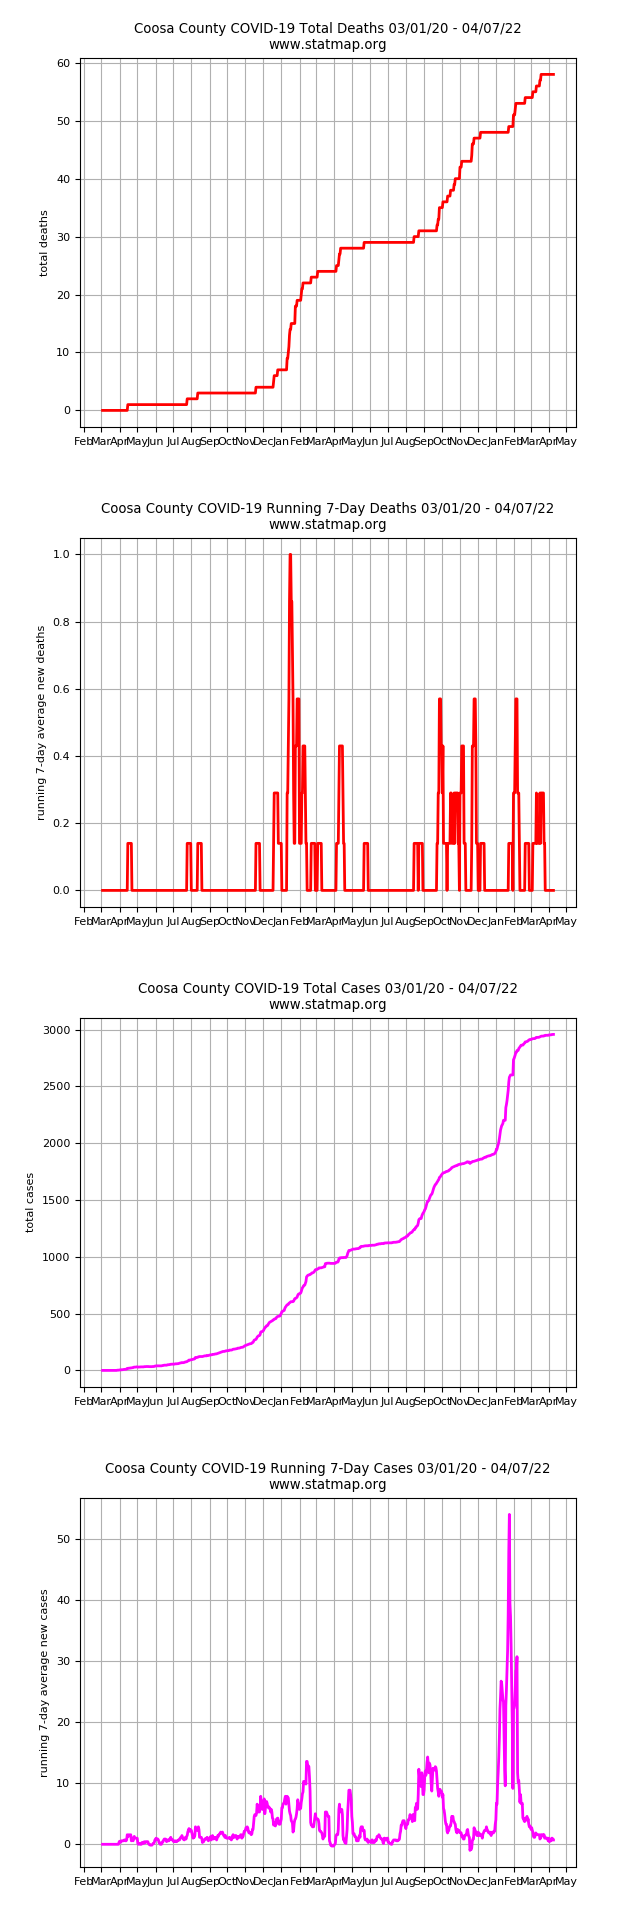 Coosa County COVID-19 Total Deaths 03/01/20 - 04/07/22
www.statmap.org
60
50
40
30
20
10
0
total deaths
Feb Mar Apr May Jun Jul Aug Sep Oct Nov Dec Jan Feb Mar Apr May Jun Jul Aug Sep Oct Nov Dec Jan Feb Mar Apr May
Coosa County COVID-19 Running 7-Day Deaths 03/01/20 - 04/07/22
www.statmap.org
1.0
0.8
0.6
0.4
0.2
0.0
running 7-day average new deaths
Feb Mar Apr May Jun Jul Aug Sep Oct Nov Dec Jan Feb Mar Apr May Jun Jul Aug Sep Oct Nov Dec Jan Feb Mar Apr May
Coosa County COVID-19 Total Cases 03/01/20 - 04/07/22
www.statmap.org
3000
2500
2000
1500
1000
500
0
total cases
Feb Mar Apr May Jun Jul Aug Sep Oct Nov Dec Jan Feb Mar Apr May Jun Jul Aug Sep Oct Nov Dec Jan Feb Mar Apr May
Coosa County COVID-19 Running 7-Day Cases 03/01/20 - 04/07/22
www.statmap.org
50
40
30
20
10
0
running 7-day average new cases
Feb Mar Apr May Jun Jul Aug Sep Oct Nov Dec Jan Feb Mar Apr May Jun Jul Aug Sep Oct Nov Dec Jan Feb Mar Apr May